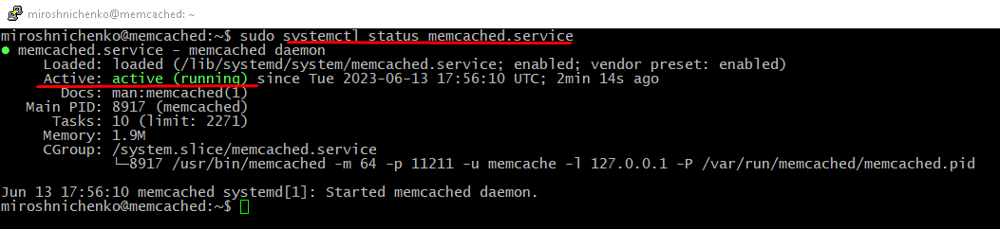 miroshnichenko@memcached: ~
miroshnichenko@memcached:~$ sudo systemctl status memcached.service
● memcached.service - memcached daemon
Loaded: loaded (/lib/systemd/system/memcached.service; enabled; vendor preset: enabled)
Active: active (running) since Tue 2023-06-13 17:56:10 UTC; 2min 14s ago
Docs: man:memcached(1)
Main PID: 8917 (memcached)
Tasks: 10 (limit: 2271)
Memory: 1.9M
CGroup: /system.slice/memcached.service
└─8917 /usr/bin/memcached -m 64 -p 11211 -u memcache -l 127.0.0.1 -P /var/run/memcached/memcached.pid
Jun 13 17:56:10 memcached systemd[1]: Started memcached daemon.
miroshnichenko@memcached:~$